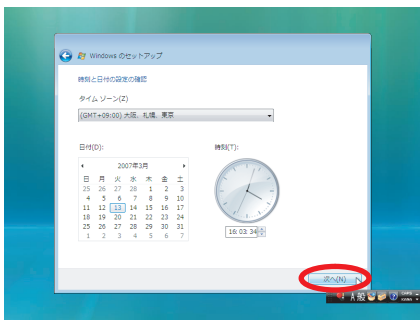 Windows のセットアップ
時刻と日付の設定の確認
タイム ゾーン(Z)
(GMT+09:00) 大阪、札幌、東京
日付(D):
時刻(T):
2007年3月
日 月 火 水 木 金 土
25 26 27 28 1 2 3
4 5 6 7 8 9 10
11 12 13 14 15 16 17
18 19 20 21 22 23 24
25 26 27 28 29 30 31
1 2 3 4 5 6 7
16:03:34
次へ(N)
A 般